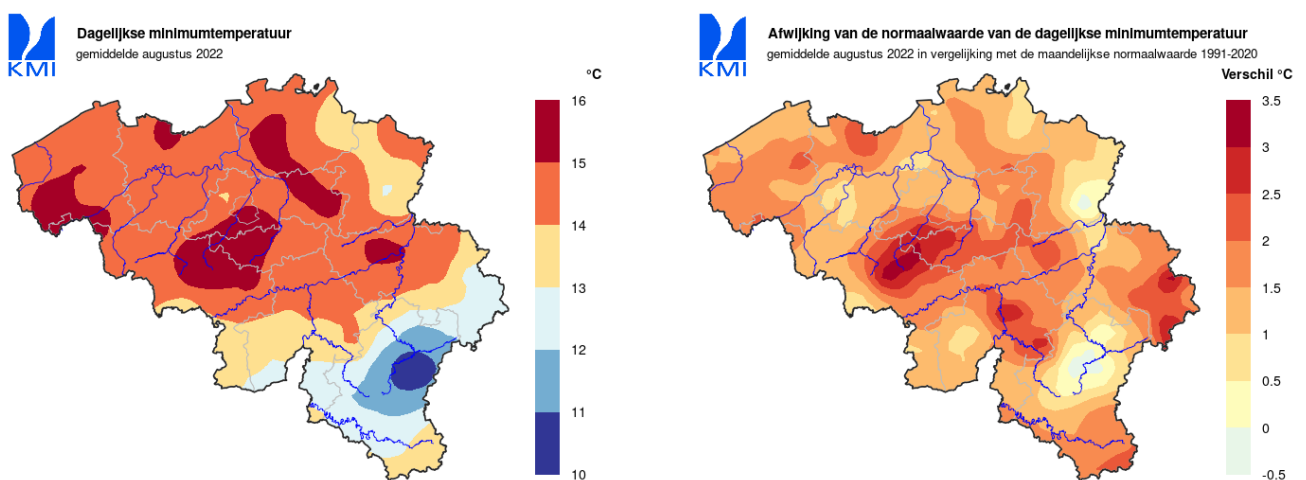 KMI
Dagelijkse minimumtemperatuur
gemiddelde augustus 2022
°C
16
15
14
13
12
11
10
KMI
Afwijking van de normaalwaarde van de dagelijkse minimumtemperatuur
gemiddelde augustus 2022 in vergelijking met de maandelijkse normaalwaarde 1991-2020
Verschil °C
3.5
3
2.5
2
1.5
1
0.5
0
-0.5